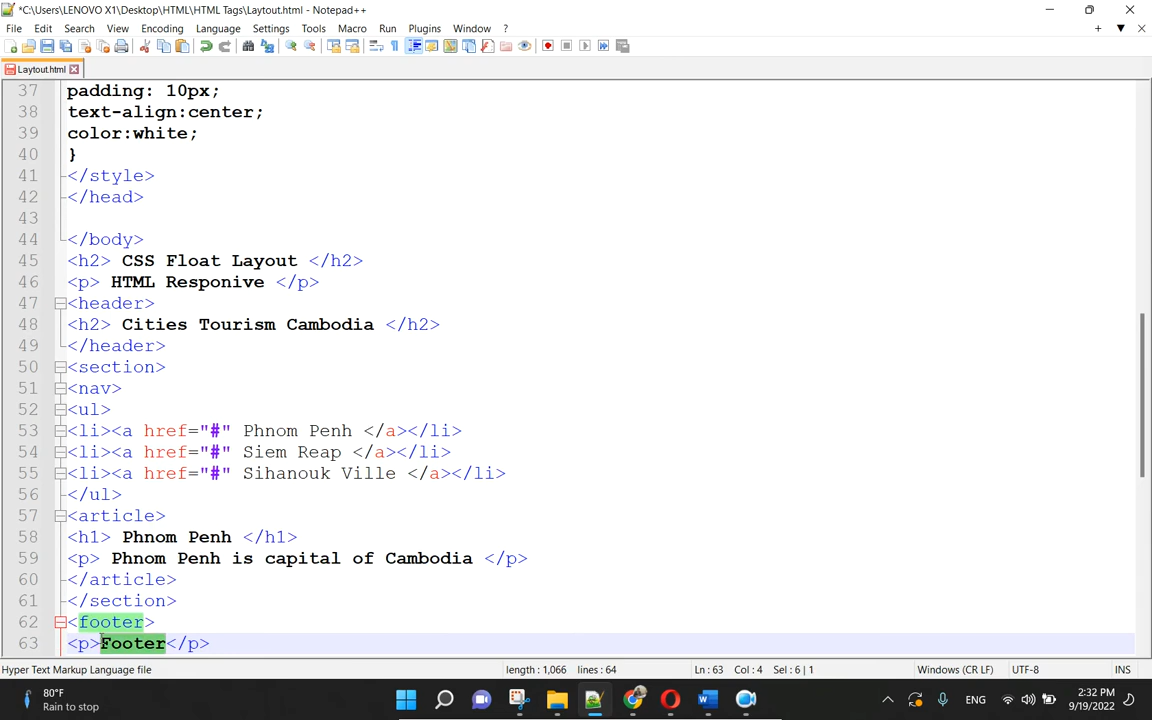 *C:\Users\LENOVO X1\Desktop\HTML\HTML Tags\Laytout.html - Notepad++
File Edit Search View Encoding Language Settings Tools Macro Run Plugins Window ?
Laytout.html
37 padding: 10px;
38 text-align:center;
39 color:white;
40 }
41 </style>
42 </head>
43
44 </body>
45 <h2> CSS Float Layout </h2>
46 <p> HTML Responive </p>
47 <header>
48 <h2> Cities Tourism Cambodia </h2>
49 </header>
50 <section>
51 <nav>
52 <ul>
53 <li><a href="#" Phnom Penh </a></li>
54 <li><a href="#" Siem Reap </a></li>
55 <li><a href="#" Sihanouk Ville </a></li>
56 </ul>
57 <article>
58 <h1> Phnom Penh </h1>
59 <p> Phnom Penh is capital of Cambodia </p>
60 </article>
61 </section>
62 <footer>
63 <p>Footer</p>
Hyper Text Markup Language file length : 1,066 lines : 64 Ln : 63 Col : 4 Sel : 6 | 1 Windows (CR LF) UTF-8 INS
80°F
Rain to stop
ENG
2:32 PM
9/19/2022